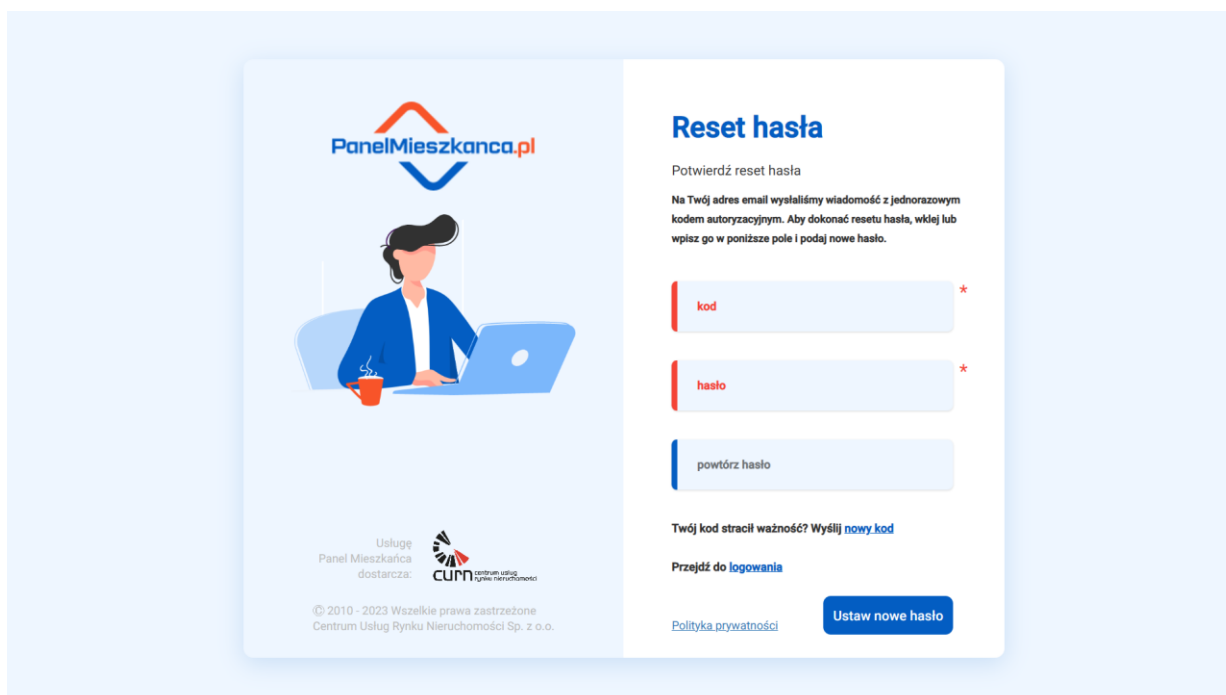 PanelMieszkanca.pl
Usługę
Panel Mieszkańca
dostarcza:
curn centrum usług
rynku nieruchomości
© 2010 - 2023 Wszelkie prawa zastrzeżone
Centrum Usług Rynku Nieruchomości Sp. z o.o.
Reset hasła
Potwierdź reset hasła
Na Twój adres email wysłaliśmy wiadomość z jednorazowym
kodem autoryzacyjnym. Aby dokonać resetu hasła, wklej lub
wpisz go w poniższe pole i podaj nowe hasło.
kod *
hasło *
powtórz hasło
Twój kod stracił ważność? Wyślij nowy kod
Przejdź do logowania
Polityka prywatności
Ustaw nowe hasło